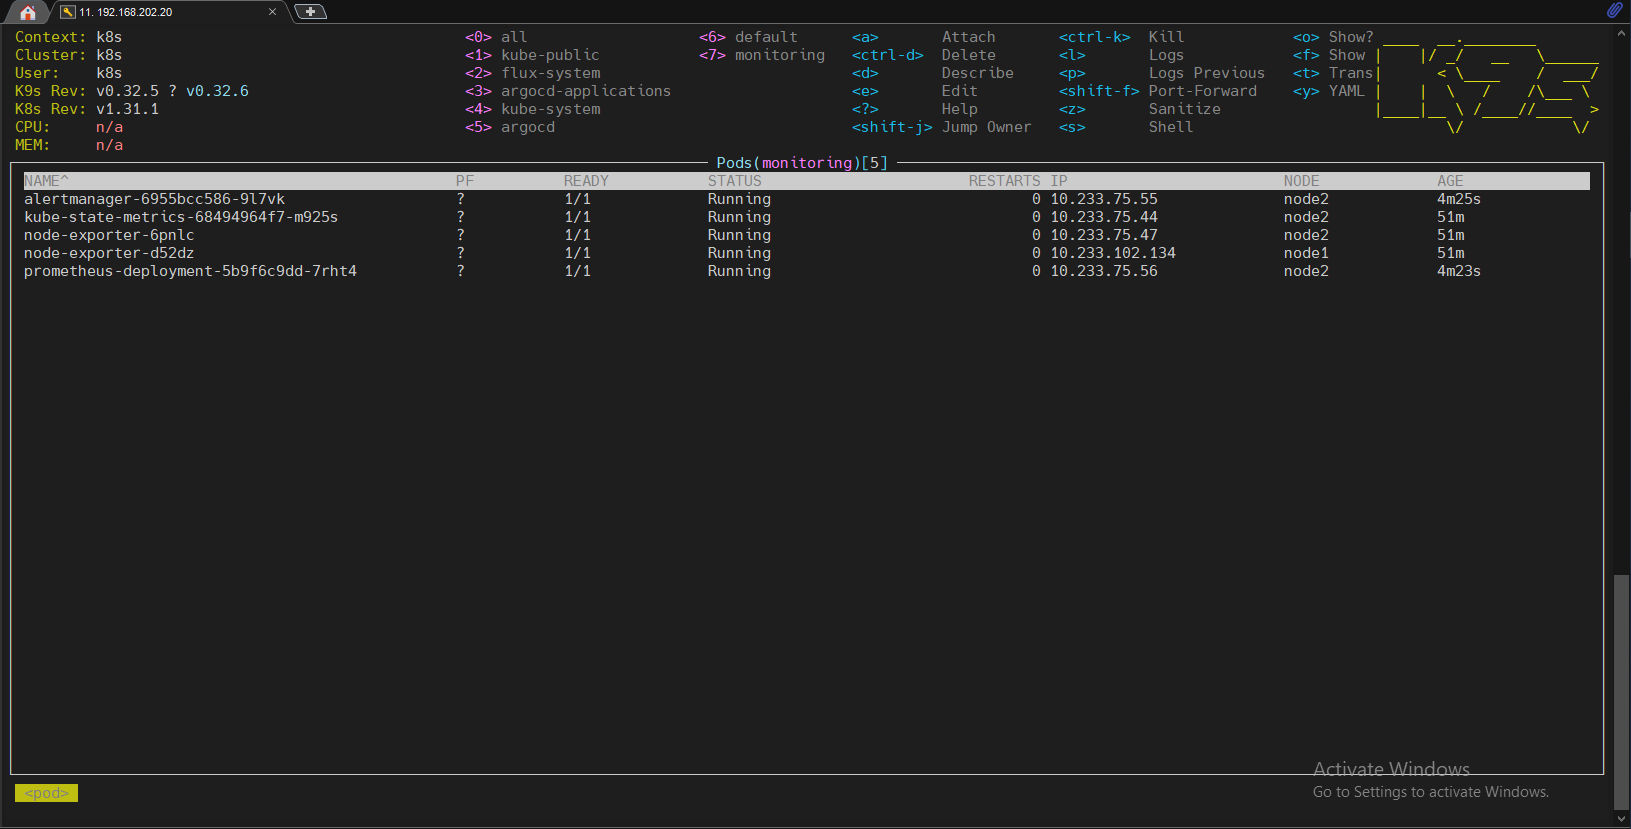 11. 192.168.202.20
Context: k8s <0> all <6> default <a> Attach <ctrl-k> Kill <o> Show?
Cluster: k8s <1> kube-public <7> monitoring <ctrl-d> Delete <l> Logs <f> Show
User: k8s <2> flux-system <d> Describe <p> Logs Previous <t> Trans
K9s Rev: v0.32.5 ? v0.32.6 <3> argocd-applications <e> Edit <shift-f> Port-Forward <y> YAML
K8s Rev: v1.31.1 <4> kube-system <?> Help <z> Sanitize
CPU: n/a <5> argocd <shift-j> Jump Owner <s> Shell
MEM: n/a
Pods(monitoring)[5]
NAME^ PF READY STATUS RESTARTS IP NODE AGE
alertmanager-6955bcc586-9l7vk ? 1/1 Running 0 10.233.75.55 node2 4m25s
kube-state-metrics-68494964f7-m925s ? 1/1 Running 0 10.233.75.44 node2 51m
node-exporter-6pnlc ? 1/1 Running 0 10.233.75.47 node2 51m
node-exporter-d52dz ? 1/1 Running 0 10.233.102.134 node1 51m
prometheus-deployment-5b9f6c9dd-7rht4 ? 1/1 Running 0 10.233.75.56 node2 4m23s
<pod>
Activate Windows
Go to Settings to activate Windows.